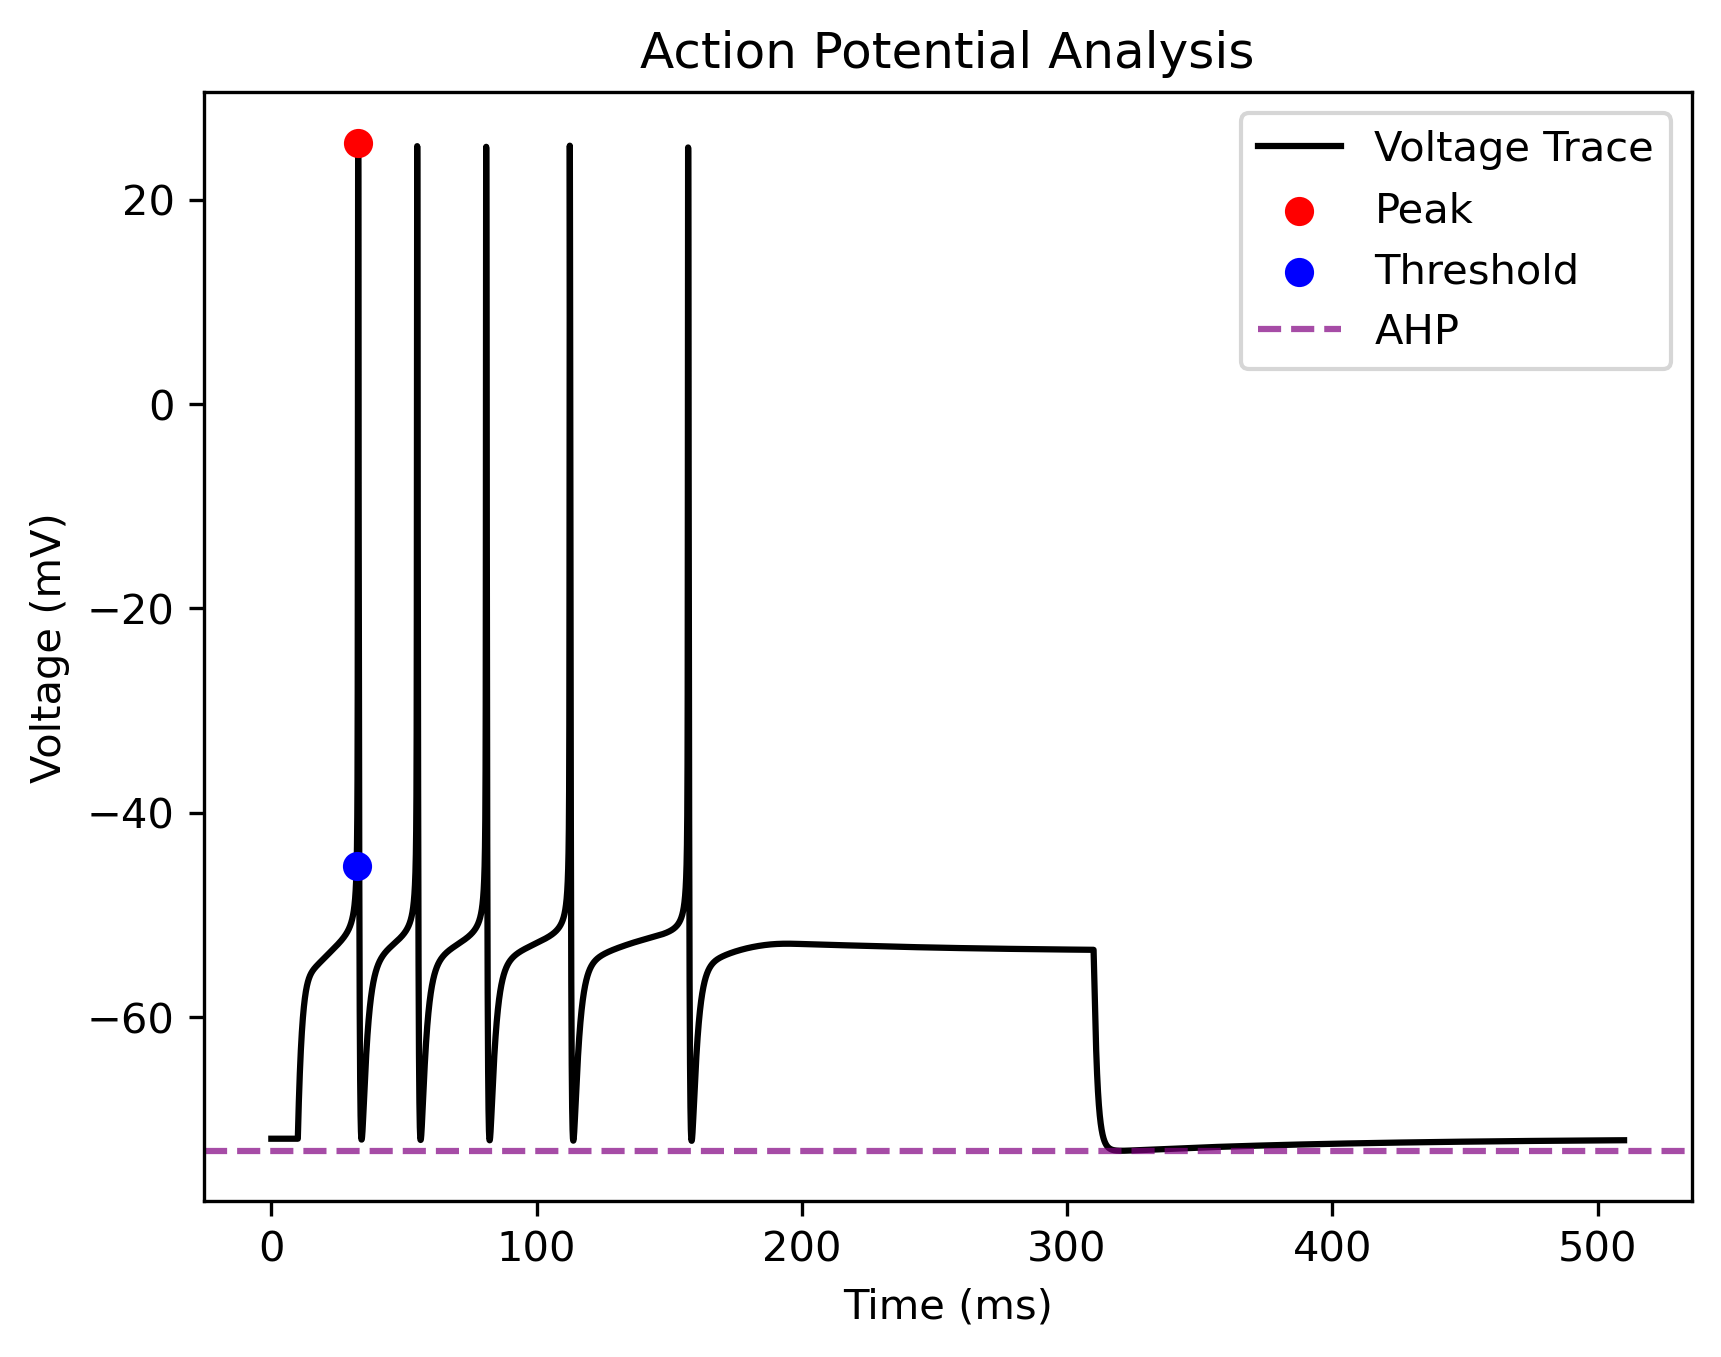 Action Potential Analysis
Voltage Trace
Peak
Threshold
AHP
Voltage (mV)
20
0
−20
−40
−60
0 100 200 300 400 500
Time (ms)